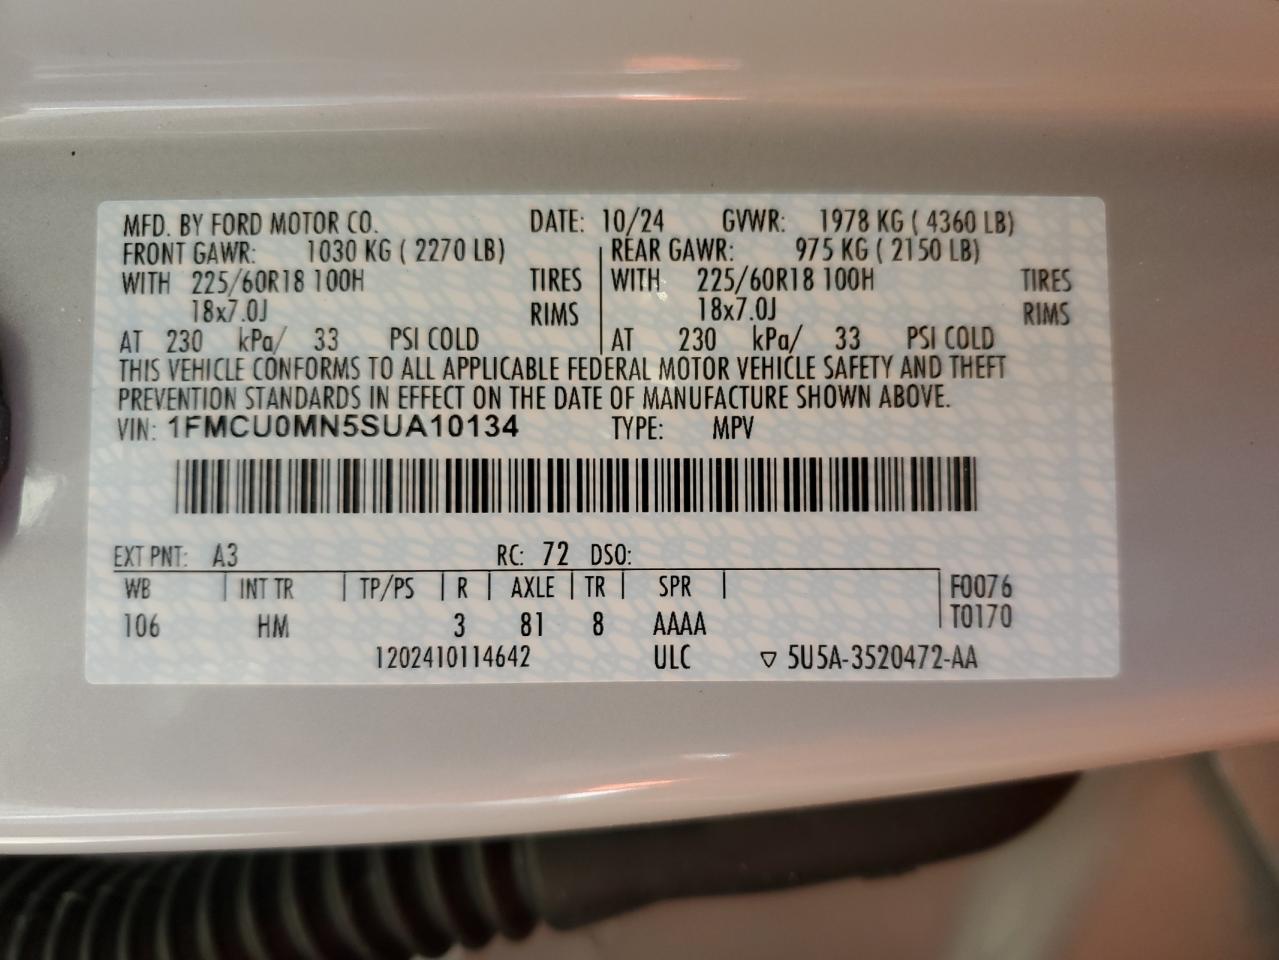 MFD. BY FORD MOTOR CO. DATE: 10/24 GVWR: 1978 KG ( 4360 LB)
FRONT GAWR: 1030 KG ( 2270 LB) REAR GAWR: 975 KG ( 2150 LB)
WITH 225/60R18 100H TIRES WITH 225/60R18 100H TIRES
18x7.0J RIMS 18x7.0J RIMS
AT 230 kPa/ 33 PSI COLD AT 230 kPa/ 33 PSI COLD
THIS VEHICLE CONFORMS TO ALL APPLICABLE FEDERAL MOTOR VEHICLE SAFETY AND THEFT
PREVENTION STANDARDS IN EFFECT ON THE DATE OF MANUFACTURE SHOWN ABOVE.
VIN: 1FMCU0MN5SUA10134 TYPE: MPV
EXT PNT: A3 RC: 72 DSO:
WB INT TR TP/PS R AXLE TR SPR F0076
106 HM 3 81 8 AAAA T0170
1202410114642 ULC ▽ 5U5A-3520472-AA